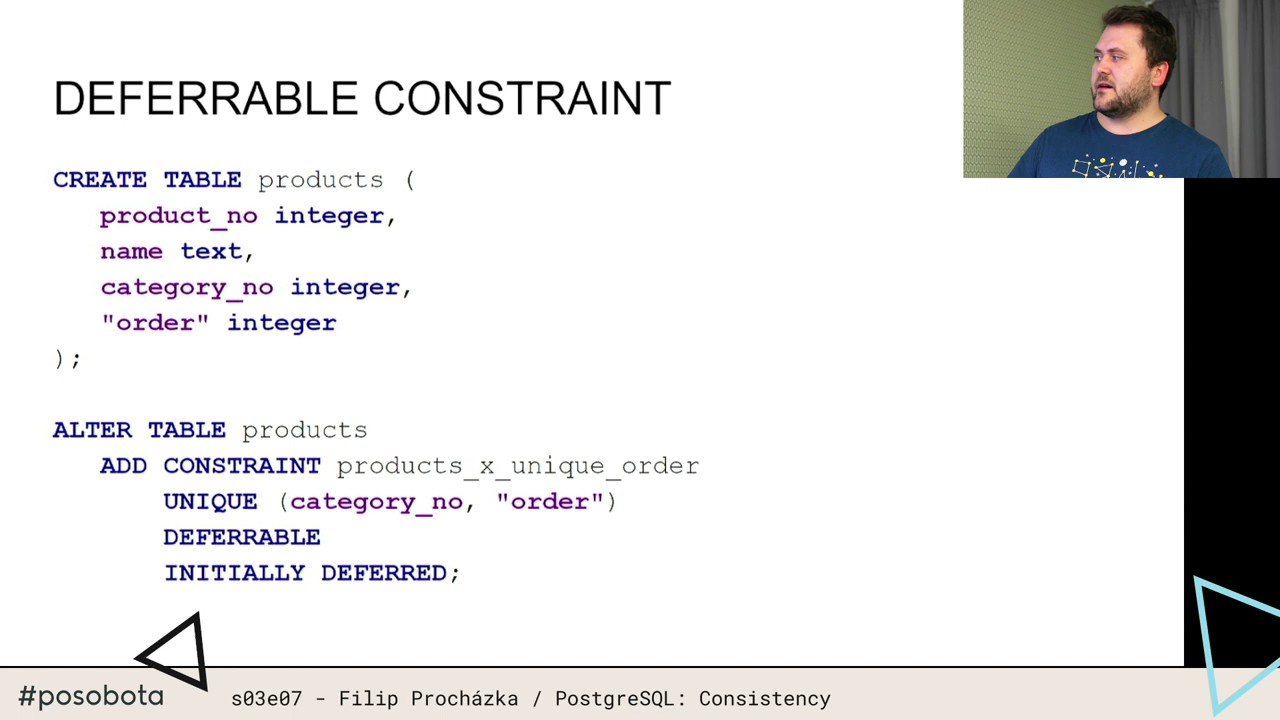 DEFERRABLE CONSTRAINT
CREATE TABLE products (
product_no integer,
name text,
category_no integer,
"order" integer
);
ALTER TABLE products
ADD CONSTRAINT products_x_unique_order
UNIQUE (category_no, "order")
DEFERRABLE
INITIALLY DEFERRED;
#posobota
s03e07 - Filip Procházka / PostgreSQL: Consistency